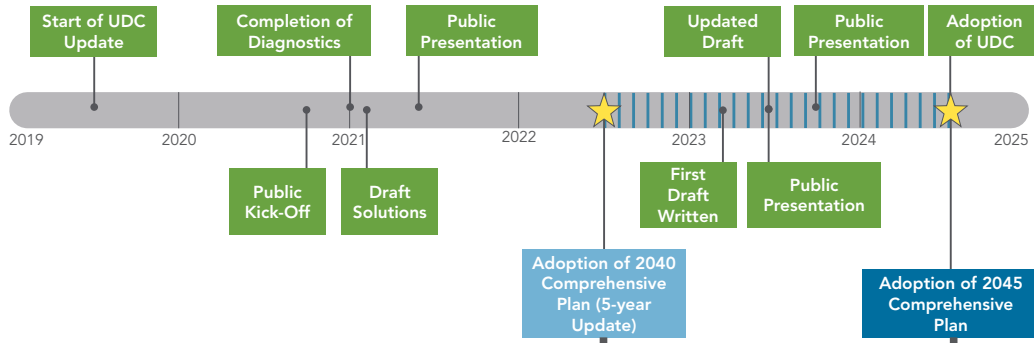 Start of UDC
Update
Completion of
Diagnostics
Public
Presentation
Updated
Draft
Public
Presentation
Adoption
of UDC
2019
2020
2021
2022
2023
2024
2025
Public
Kick-Off
Draft
Solutions
First
Draft
Written
Public
Presentation
Adoption of 2040
Comprehensive
Plan (5-year
Update)
Adoption of 2045
Comprehensive
Plan